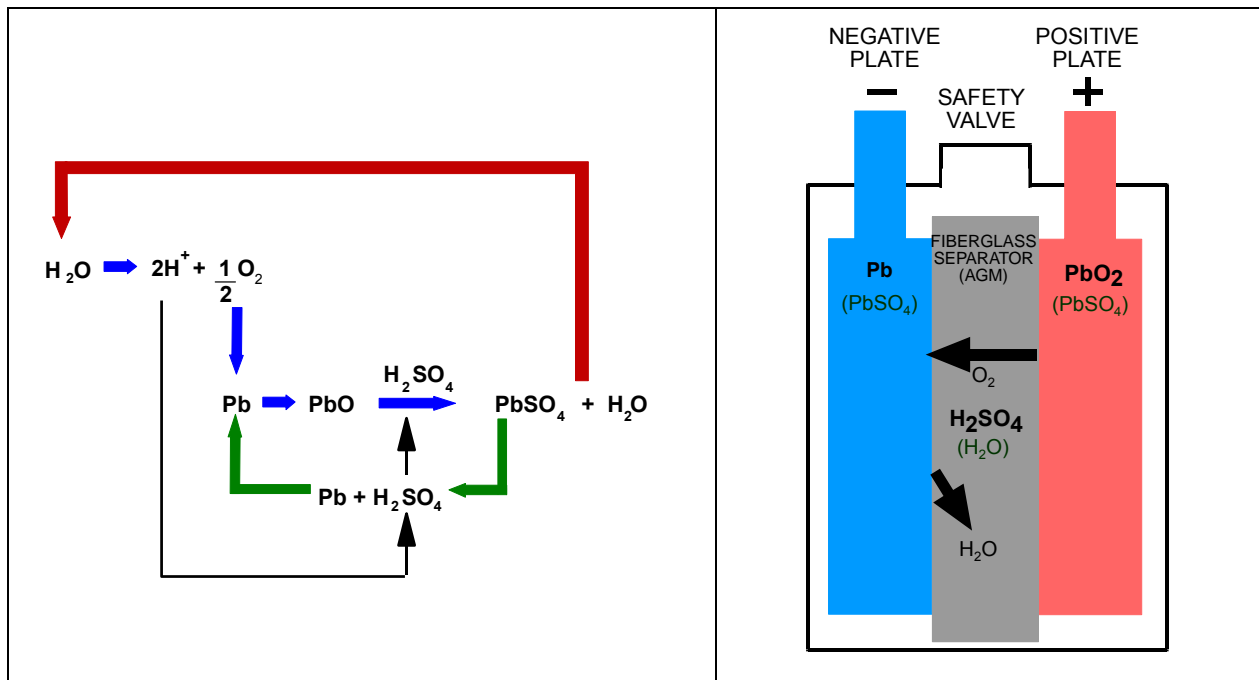 H₂O 2H⁺ + 1/2 O₂
H₂SO₄
Pb PbO PbSO₄ + H₂O
Pb + H₂SO₄
NEGATIVE
PLATE
−
POSITIVE
PLATE
+
SAFETY
VALVE
FIBERGLASS
SEPARATOR
(AGM)
Pb
(PbSO₄)
PbO₂
(PbSO₄)
O₂
H₂SO₄
(H₂O)
H₂O